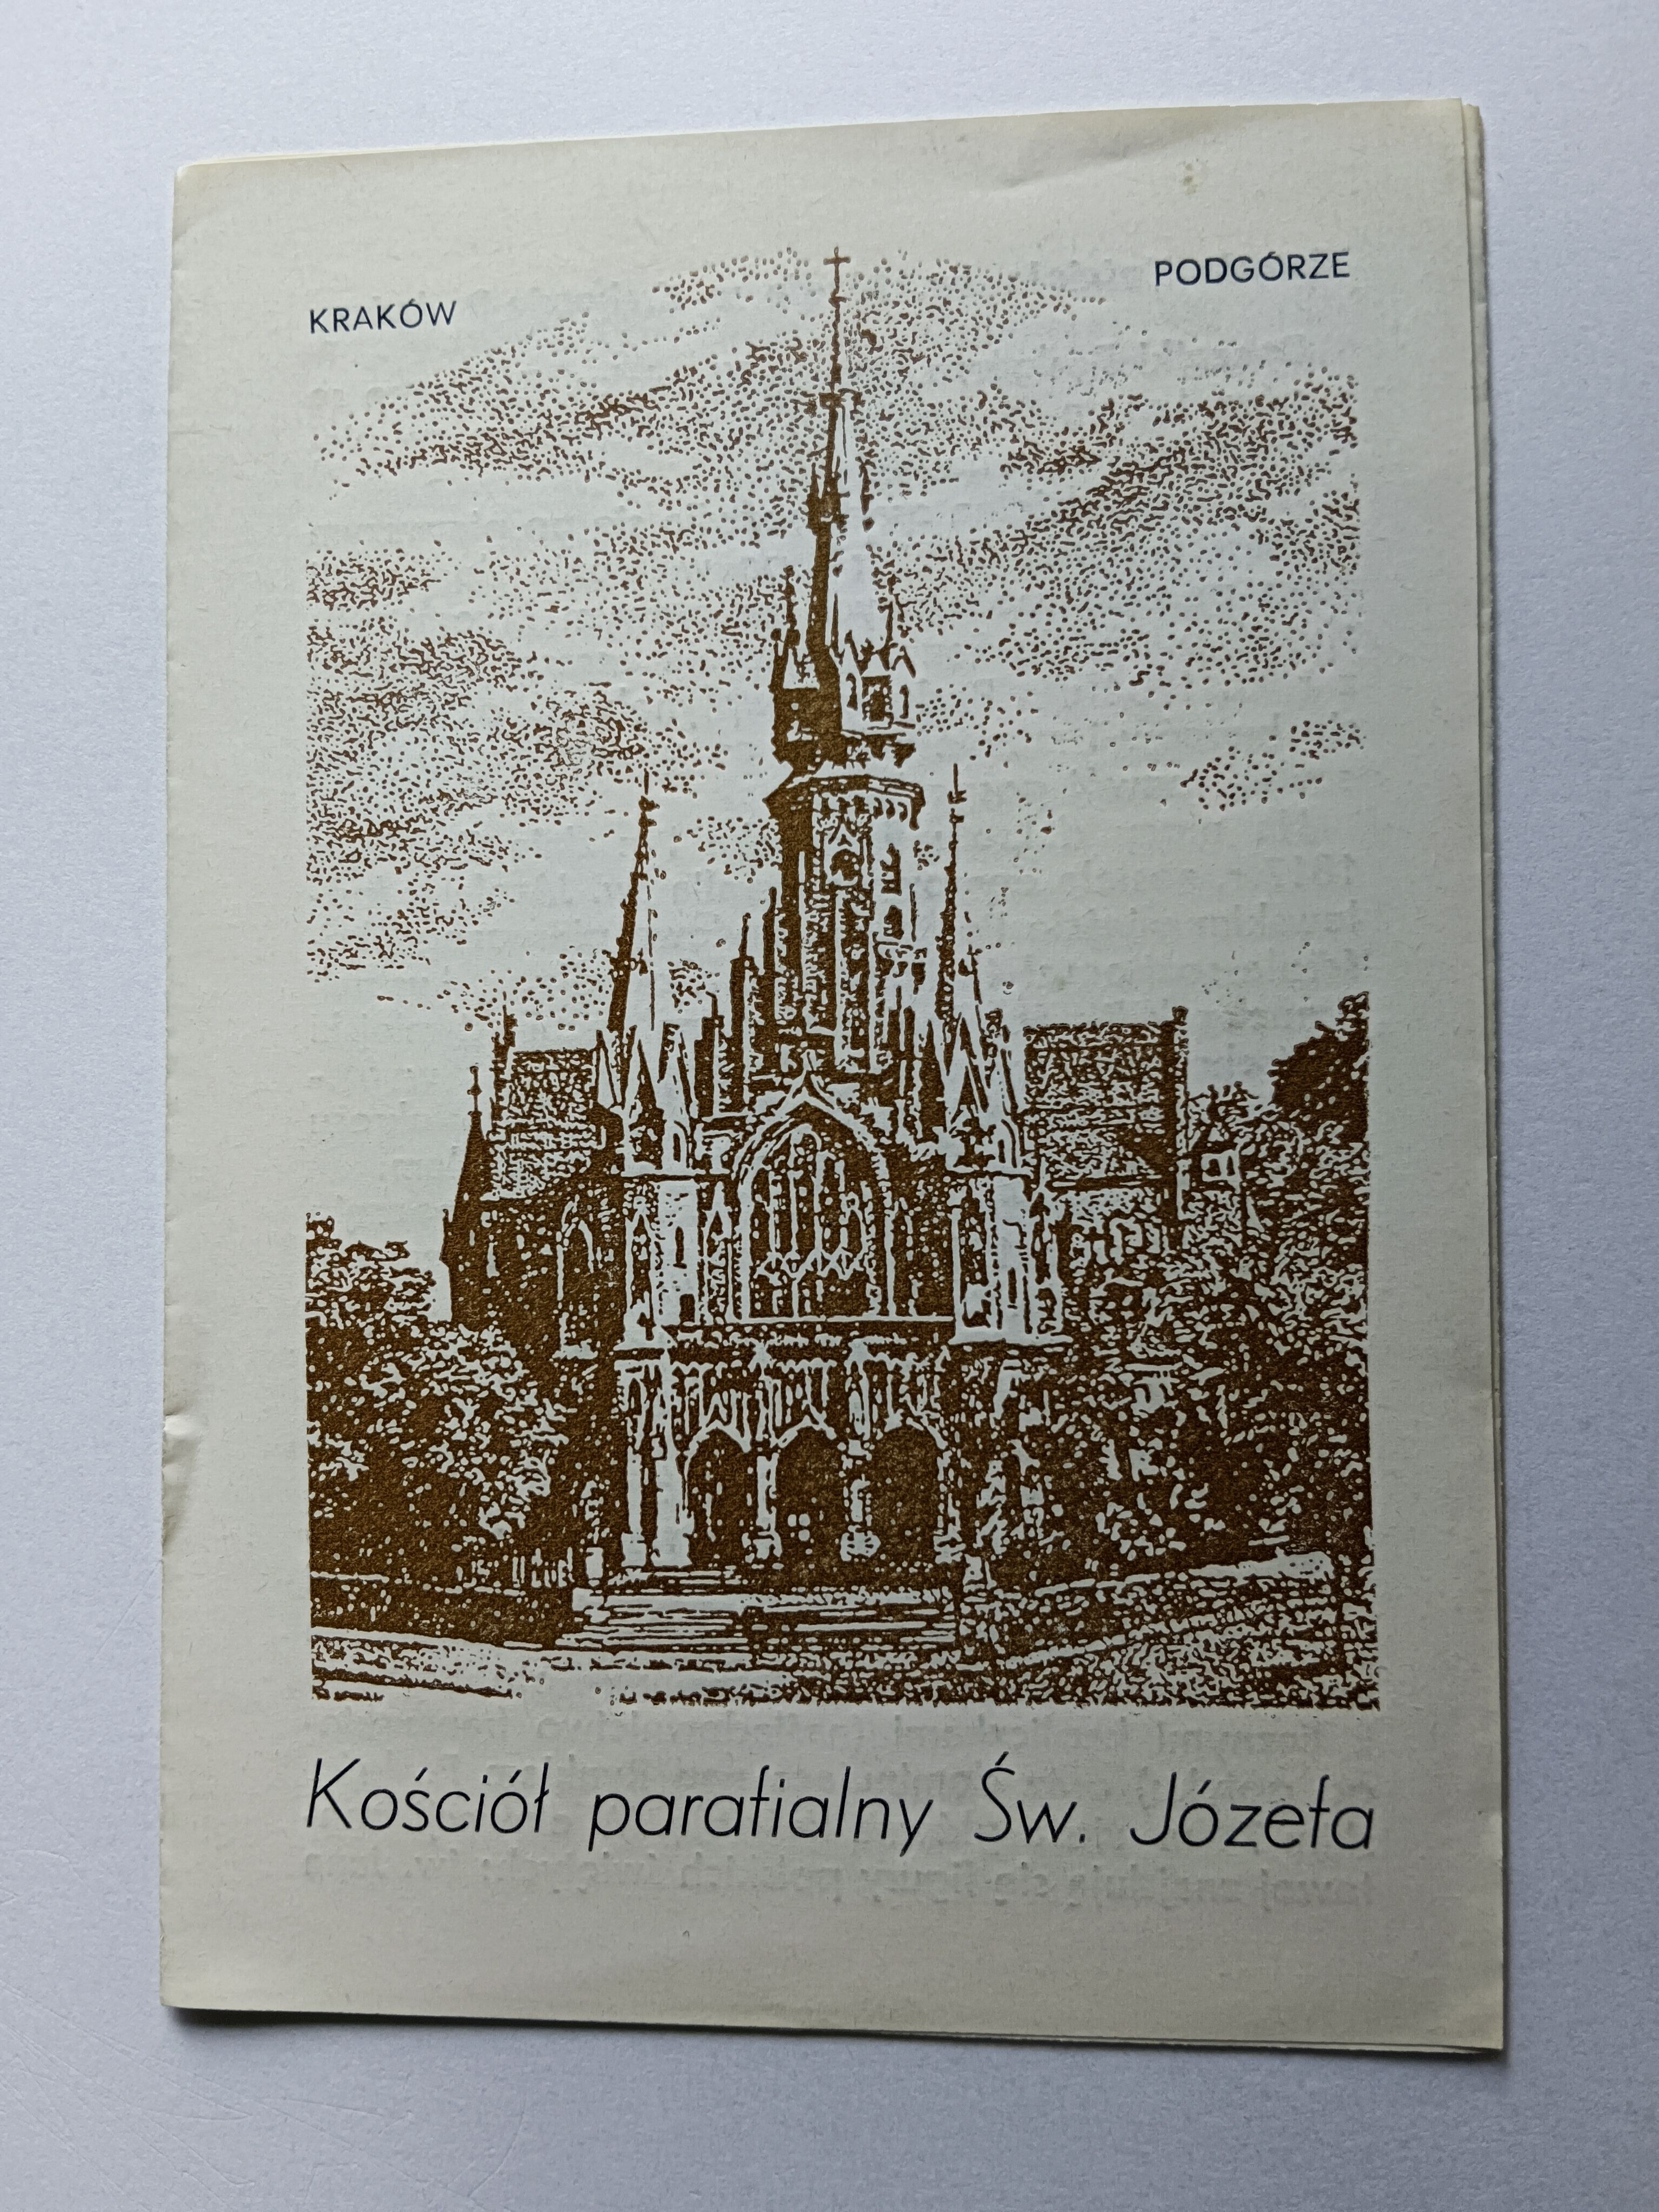 KRAKÓW
PODGÓRZE
Kościół parafialny Św. Józefa